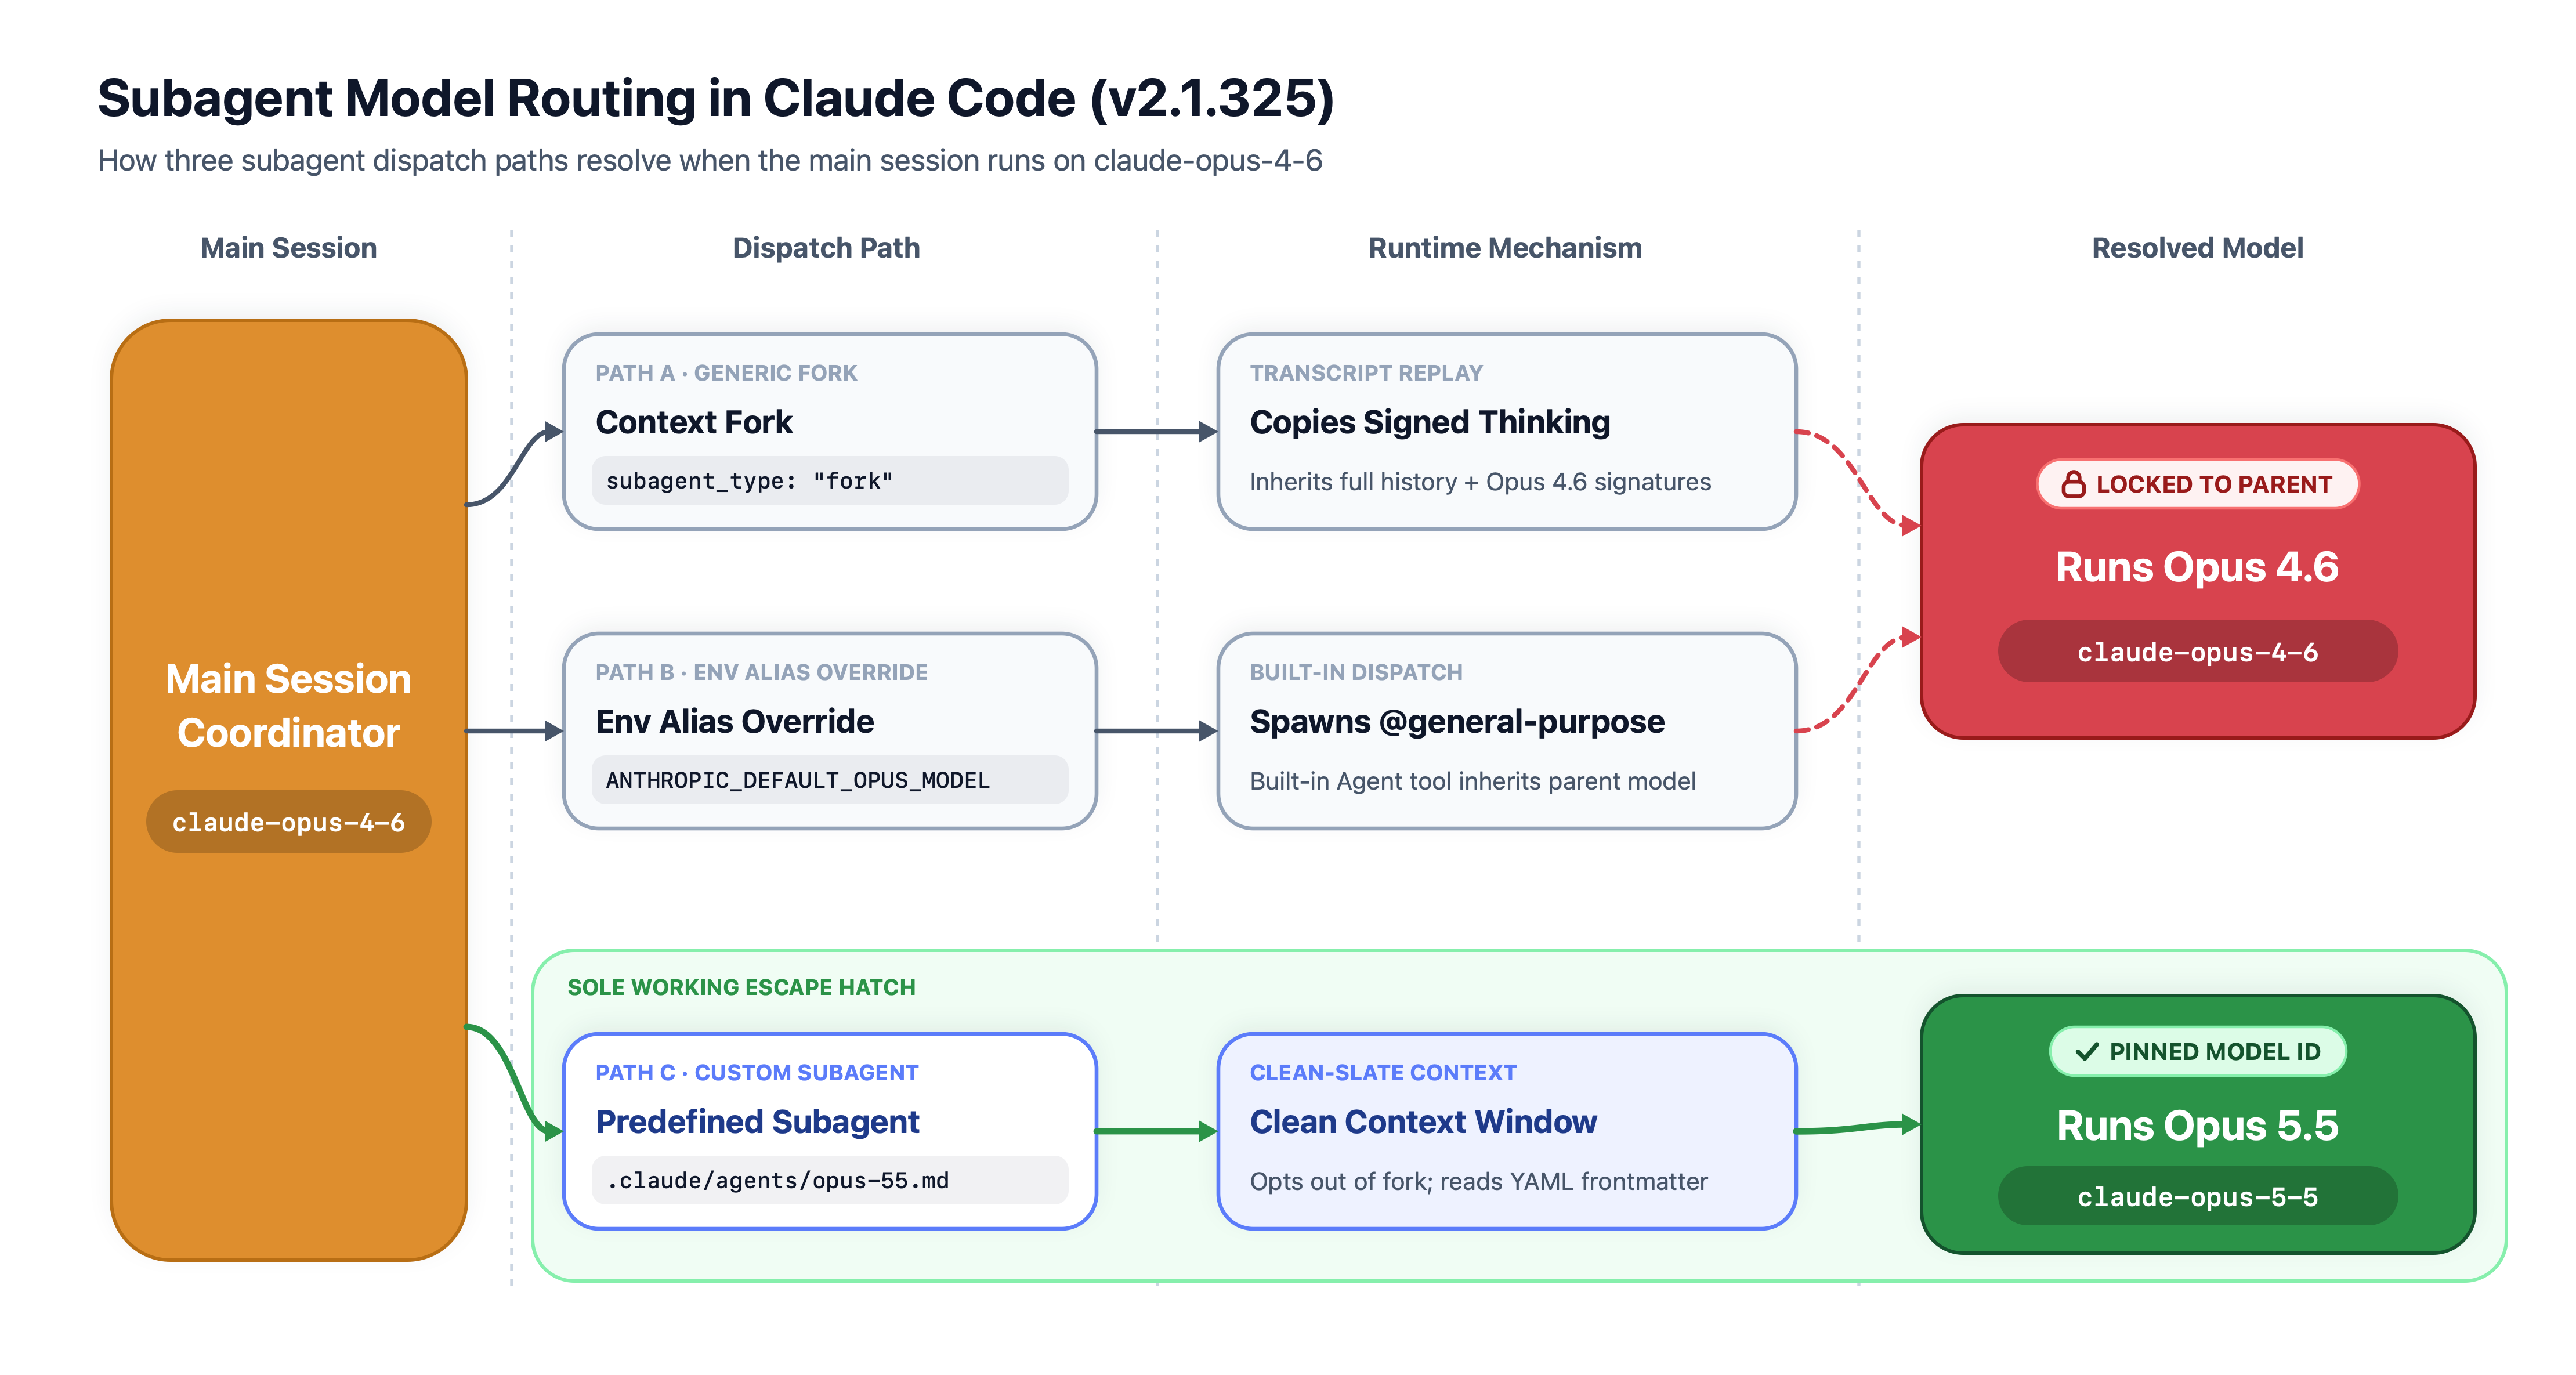 Subagent Model Routing in Claude Code (v2.1.325)
How three subagent dispatch paths resolve when the main session runs on claude-opus-4-6
Main Session
Dispatch Path
Runtime Mechanism
Resolved Model
Main Session
Coordinator
claude-opus-4-6
PATH A · GENERIC FORK
Context Fork
subagent_type: "fork"
TRANSCRIPT REPLAY
Copies Signed Thinking
Inherits full history + Opus 4.6 signatures
LOCKED TO PARENT
Runs Opus 4.6
claude-opus-4-6
PATH B · ENV ALIAS OVERRIDE
Env Alias Override
ANTHROPIC_DEFAULT_OPUS_MODEL
BUILT-IN DISPATCH
Spawns @general-purpose
Built-in Agent tool inherits parent model
SOLE WORKING ESCAPE HATCH
PATH C · CUSTOM SUBAGENT
Predefined Subagent
.claude/agents/opus-55.md
CLEAN-SLATE CONTEXT
Clean Context Window
Opts out of fork; reads YAML frontmatter
PINNED MODEL ID
Runs Opus 5.5
claude-opus-5-5